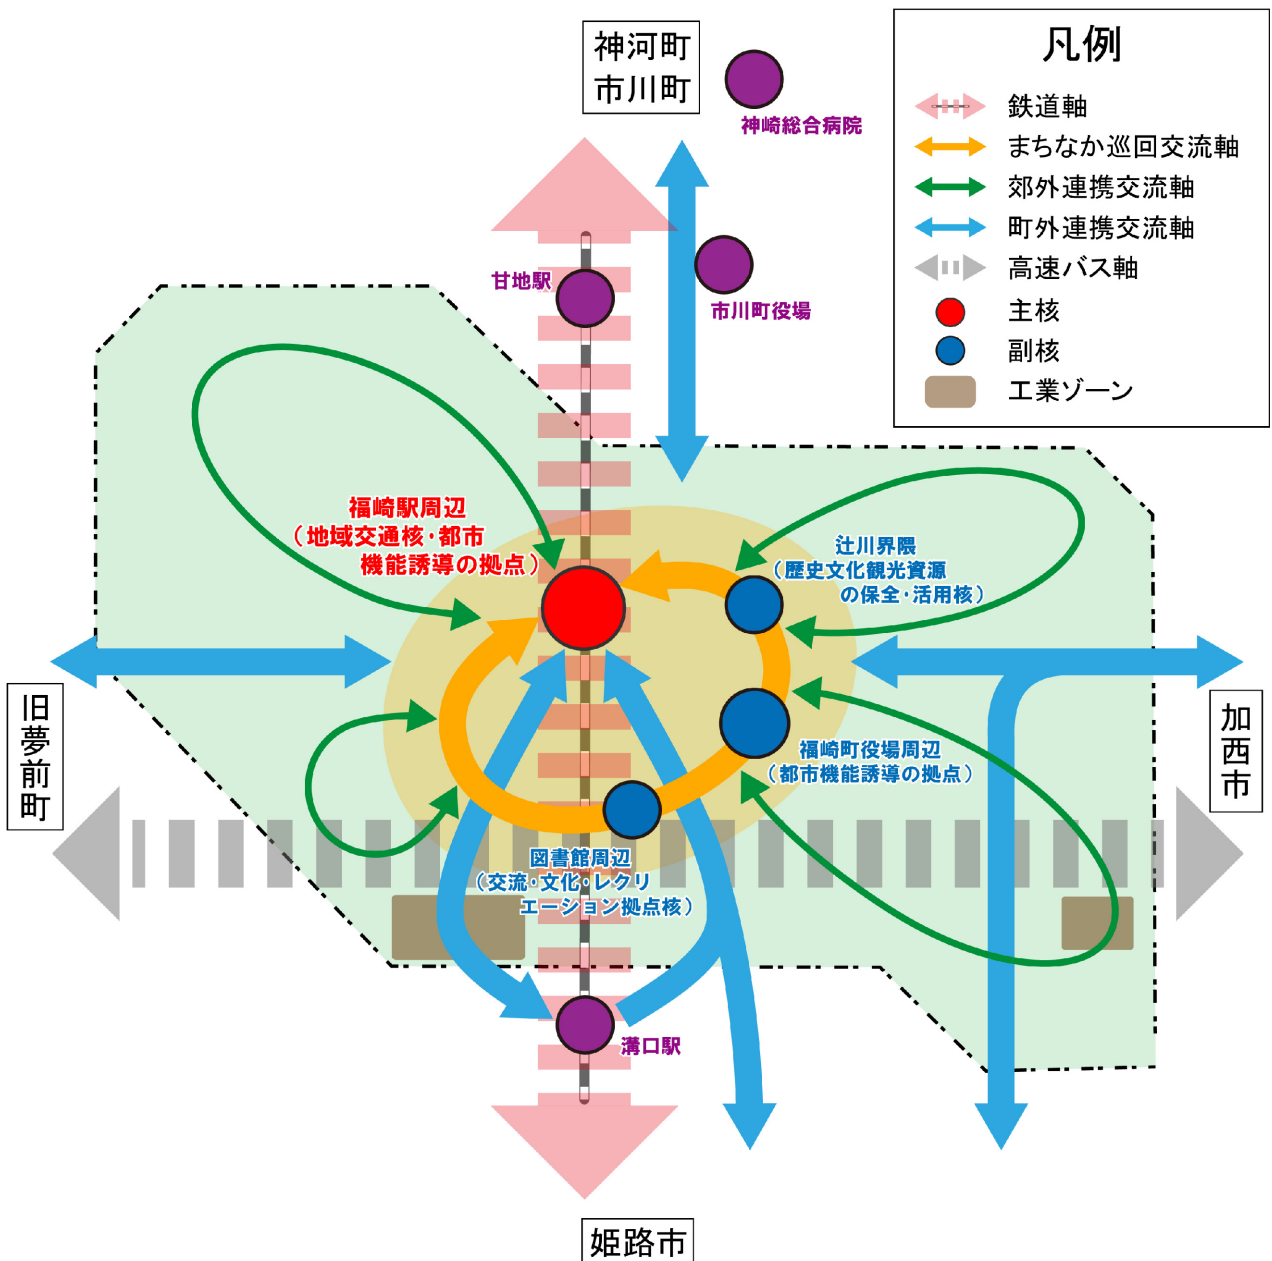 神河町
市川町
神崎総合病院
凡例
鉄道軸
まちなか巡回交流軸
郊外連携交流軸
町外連携交流軸
高速バス軸
主核
副核
工業ゾーン
甘地駅
市川町役場
福崎駅周辺
（地域交通核・都市
機能誘導の拠点）
辻川界隈
（歴史文化観光資源
の保全・活用核）
旧夢前町
加西市
福崎町役場周辺
（都市機能誘導の拠点）
図書館周辺
（交流・文化・レクリ
エーション拠点核）
溝口駅
姫路市